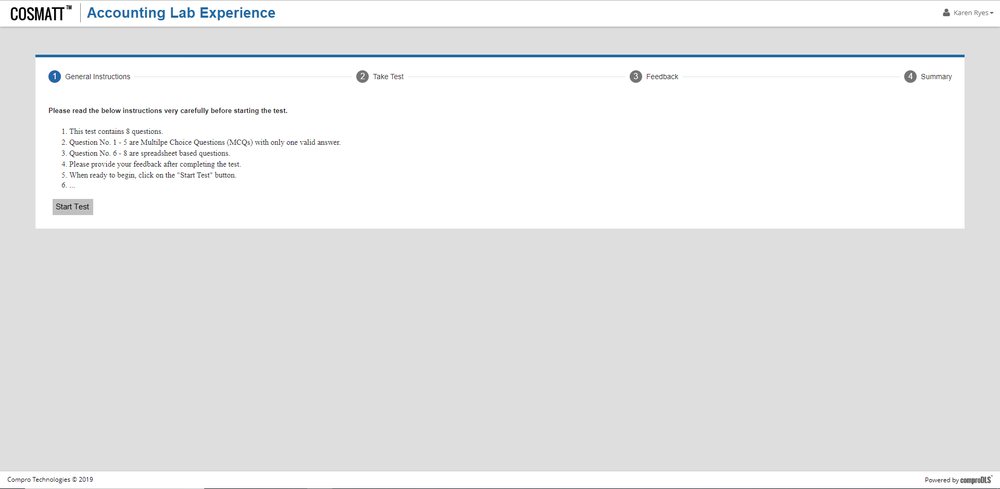 COSMATT™ Accounting Lab Experience Karen Ryes
1 General Instructions 2 Take Test 3 Feedback 4 Summary
Please read the below instructions very carefully before starting the test.
1. This test contains 8 questions.
2. Question No. 1 - 5 are Multilpe Choice Questions (MCQs) with only one valid answer.
3. Question No. 6 - 8 are spreadsheet based questions.
4. Please provide your feedback after completing the test.
5. When ready to begin, click on the "Start Test" button.
6. ...
Start Test
Compro Technologies © 2019 Powered by comproDLS™